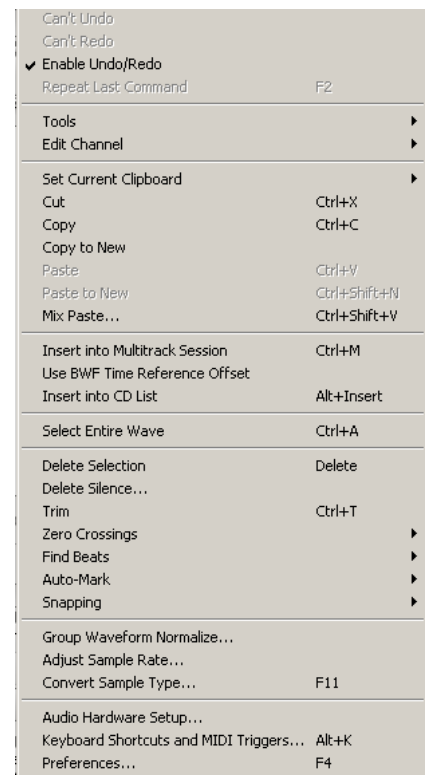 Can't Undo
Can't Redo
Enable Undo/Redo
Repeat Last Command F2
Tools
Edit Channel
Set Current Clipboard
Cut Ctrl+X
Copy Ctrl+C
Copy to New
Paste Ctrl+V
Paste to New Ctrl+Shift+N
Mix Paste... Ctrl+Shift+V
Insert into Multitrack Session Ctrl+M
Use BWF Time Reference Offset
Insert into CD List Alt+Insert
Select Entire Wave Ctrl+A
Delete Selection Delete
Delete Silence...
Trim Ctrl+T
Zero Crossings
Find Beats
Auto-Mark
Snapping
Group Waveform Normalize...
Adjust Sample Rate...
Convert Sample Type... F11
Audio Hardware Setup...
Keyboard Shortcuts and MIDI Triggers... Alt+K
Preferences... F4